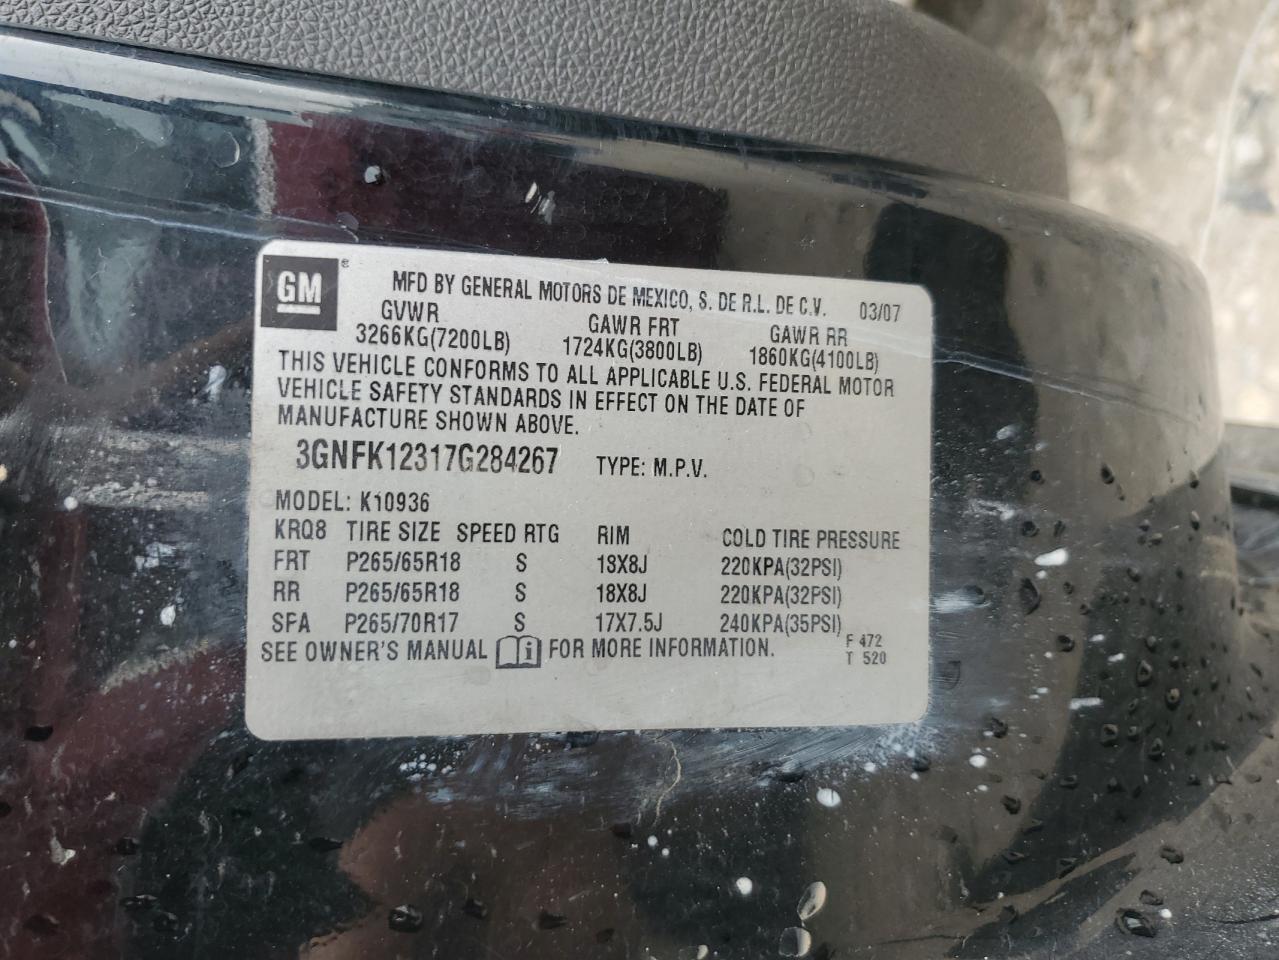 GM ®
MFD BY GENERAL MOTORS DE MEXICO, S. DE R.L. DE C.V. 03/07
GVWR GAWR FRT GAWR RR
3266KG(7200LB) 1724KG(3800LB) 1860KG(4100LB)
THIS VEHICLE CONFORMS TO ALL APPLICABLE U.S. FEDERAL MOTOR
VEHICLE SAFETY STANDARDS IN EFFECT ON THE DATE OF
MANUFACTURE SHOWN ABOVE.
3GNFK12317G284267 TYPE: M.P.V.
MODEL: K10936
KRQ8 TIRE SIZE SPEED RTG RIM COLD TIRE PRESSURE
FRT P265/65R18 S 18X8J 220KPA(32PSI)
RR P265/65R18 S 18X8J 220KPA(32PSI)
SPA P265/70R17 S 17X7.5J 240KPA(35PSI)
SEE OWNER'S MANUAL FOR MORE INFORMATION.
F 472
T 520